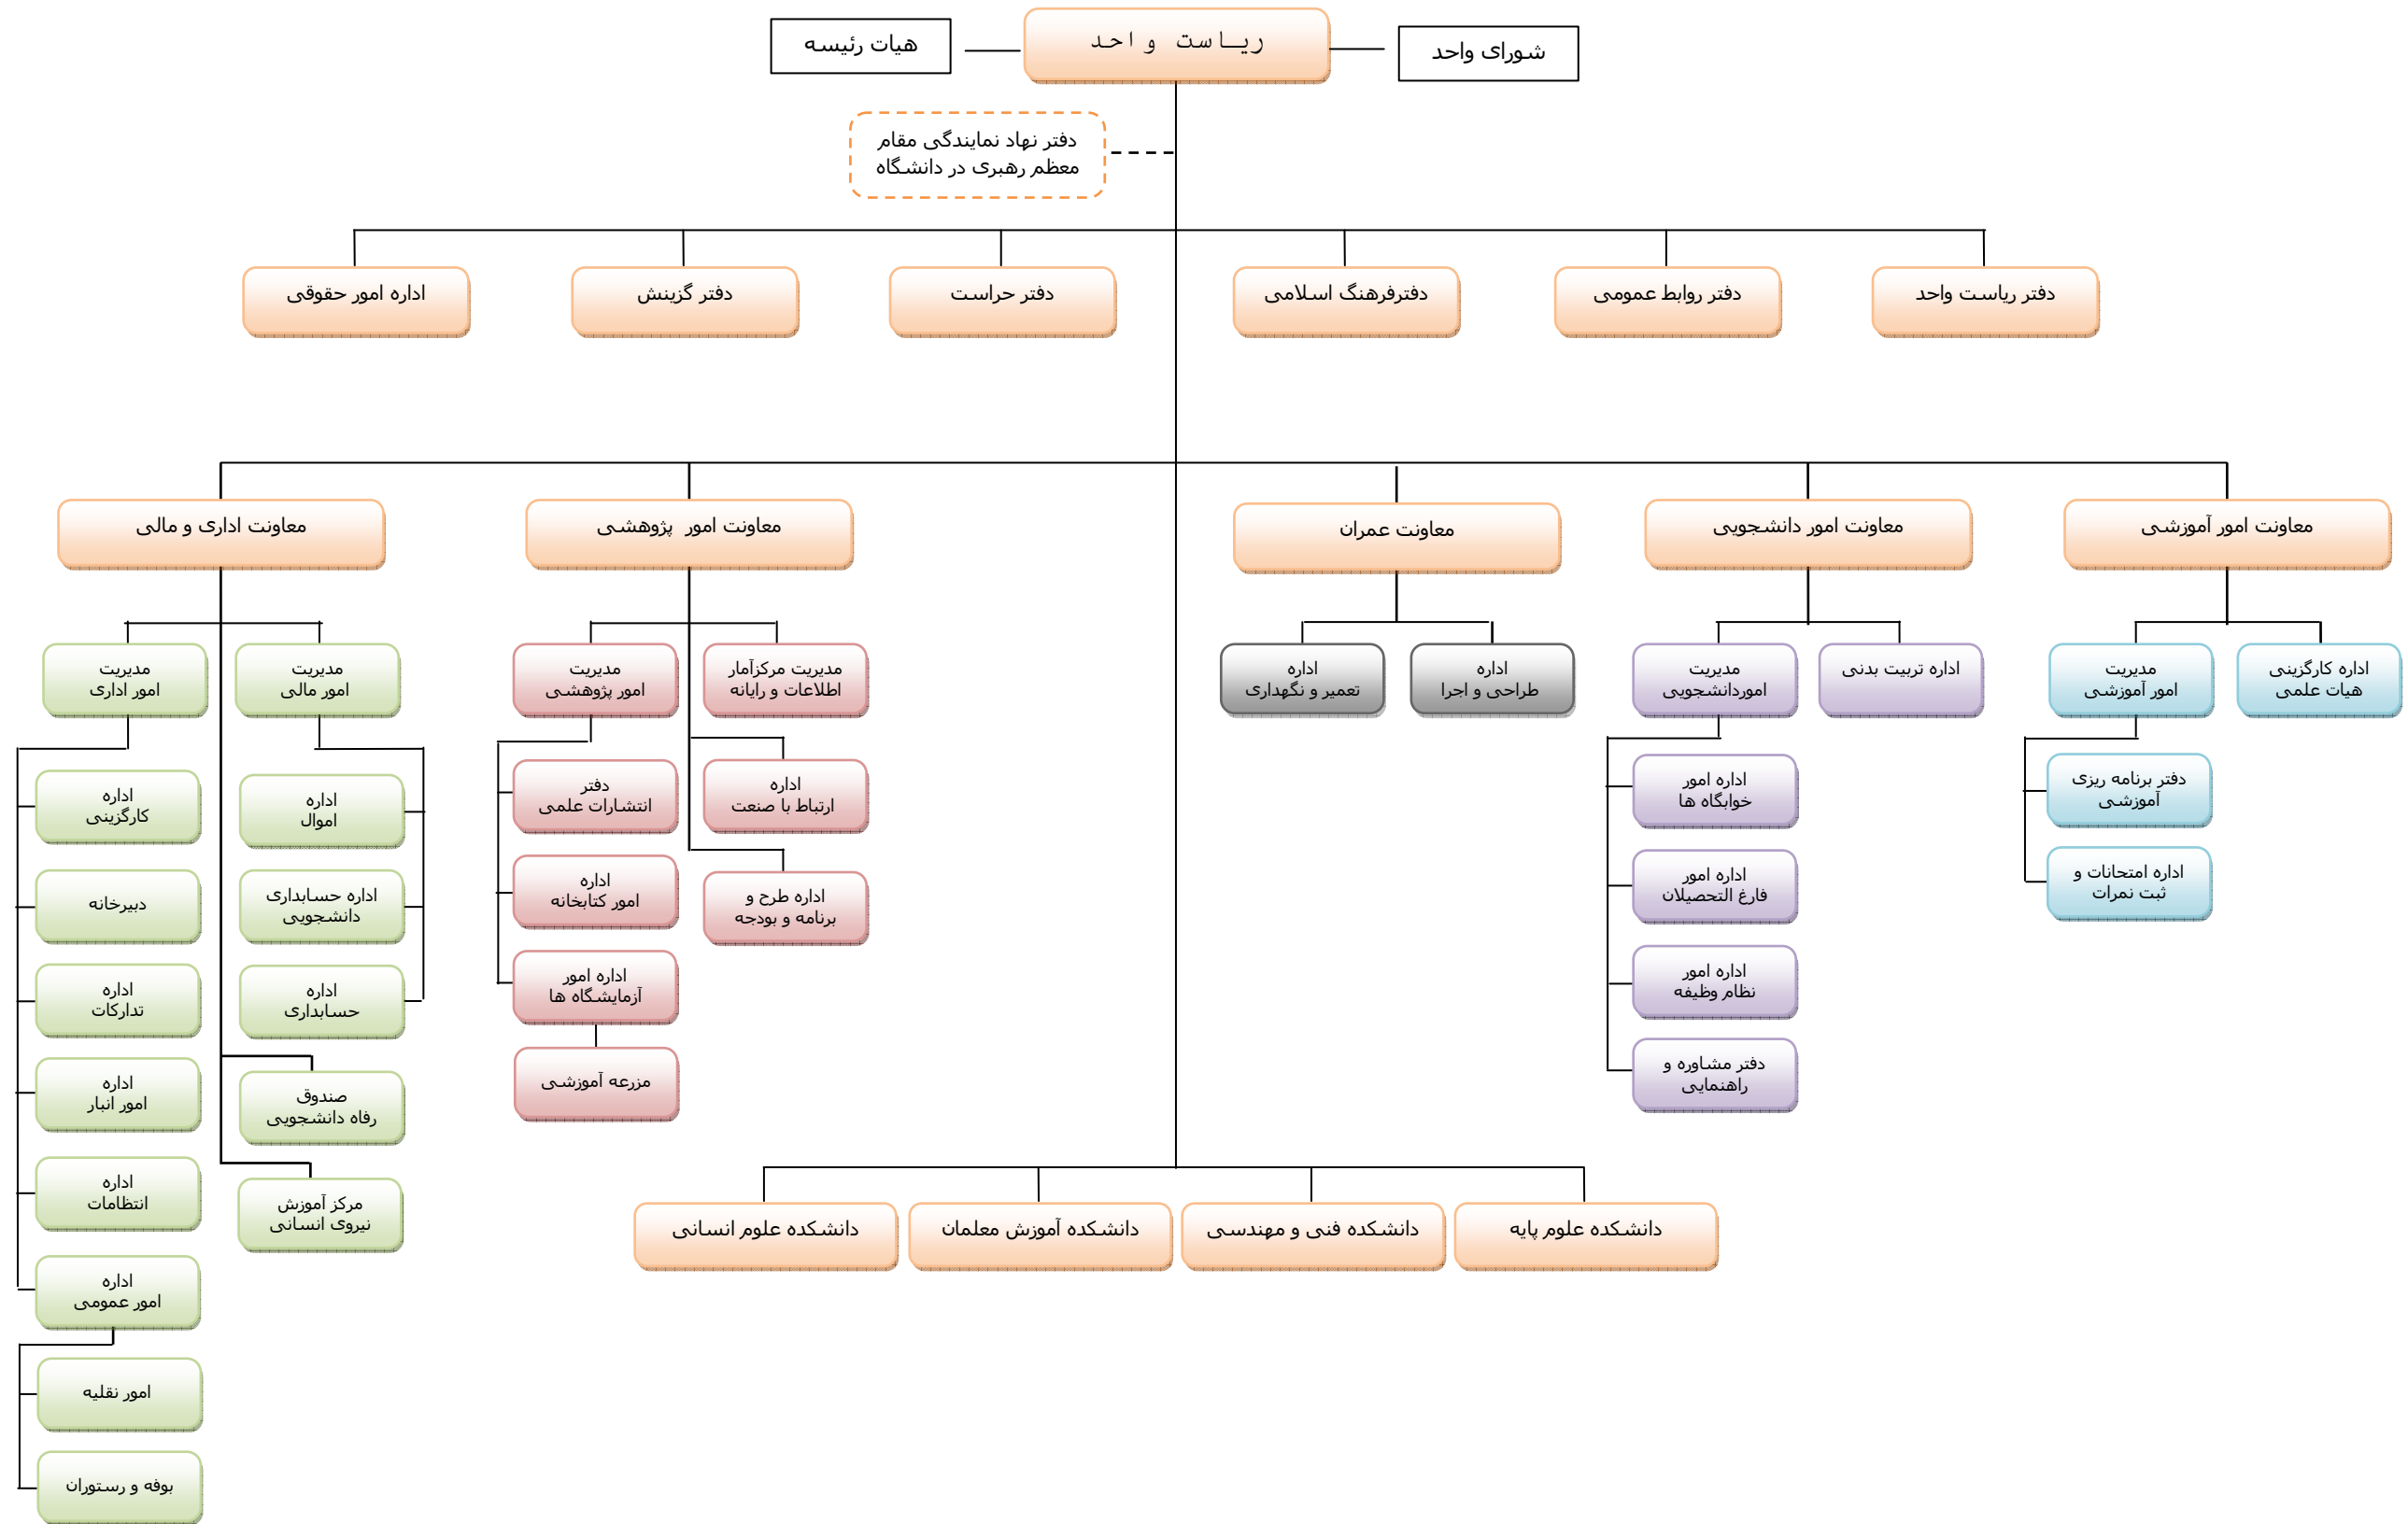 ریاست واحد
شورای واحد
هیات رئیسه
دفتر نهاد نمایندگی مقام
معظم رهبری در دانشگاه
دفتر ریاست واحد
دفتر روابط عمومی
دفترفرهنگ اسلامی
دفتر حراست
دفتر گزینش
اداره امور حقوقی
معاونت امور آموزشی
معاونت امور دانشجویی
معاونت عمران
معاونت امور پژوهشی
معاونت اداری و مالی
اداره کارگزینی
هیات علمی
مدیریت
امور آموزشی
دفتر برنامه ریزی
آموزشی
اداره امتحانات و
ثبت نمرات
اداره تربیت بدنی
مدیریت
اموردانشجویی
اداره امور
خوابگاه ها
اداره امور
فارغ التحصیلان
اداره امور
نظام وظیفه
دفتر مشاوره و
راهنمایی
اداره
طراحی و اجرا
اداره
تعمیر و نگهداری
مدیریت مرکزآمار
اطلاعات و رایانه
مدیریت
امور پژوهشی
اداره
ارتباط با صنعت
اداره طرح و
برنامه و بودجه
دفتر
انتشارات علمی
اداره
امور کتابخانه
اداره امور
آزمایشگاه ها
مزرعه آموزشی
مدیریت
امور مالی
اداره
اموال
اداره حسابداری
دانشجویی
اداره
حسابداری
صندوق
رفاه دانشجویی
مرکز آموزش
نیروی انسانی
مدیریت
امور اداری
اداره
کارگزینی
دبیرخانه
اداره
تدارکات
اداره
امور انبار
اداره
انتظامات
اداره
امور عمومی
امور نقلیه
بوفه و رستوران
دانشکده علوم پایه
دانشکده فنی و مهندسی
دانشکده آموزش معلمان
دانشکده علوم انسانی